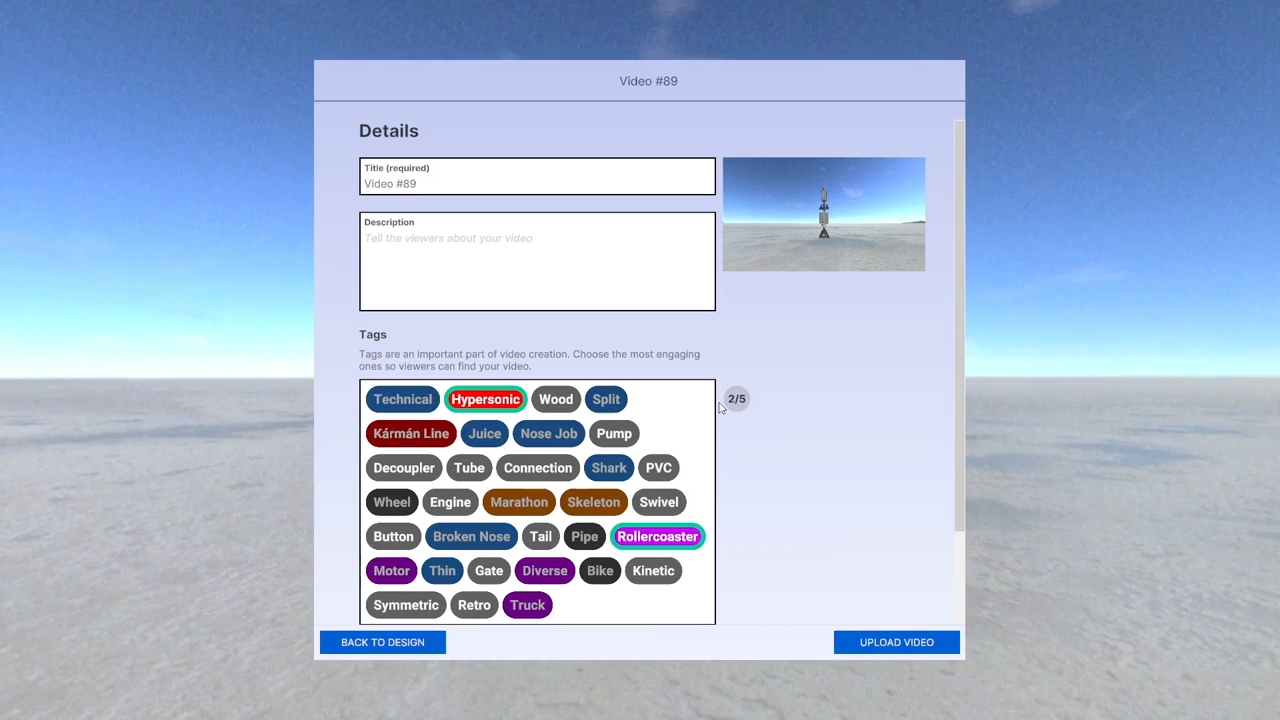 Video #89
Details
Title (required)
Video #89
Description
Tell the viewers about your video
Tags
Tags are an important part of video creation. Choose the most engaging
ones so viewers can find your video.
Technical Hypersonic Wood Split
2/5
Kármán Line Juice Nose Job Pump
Decoupler Tube Connection Shark PVC
Wheel Engine Marathon Skeleton Swivel
Button Broken Nose Tail Pipe Rollercoaster
Motor Thin Gate Diverse Bike Kinetic
Symmetric Retro Truck
BACK TO DESIGN
UPLOAD VIDEO